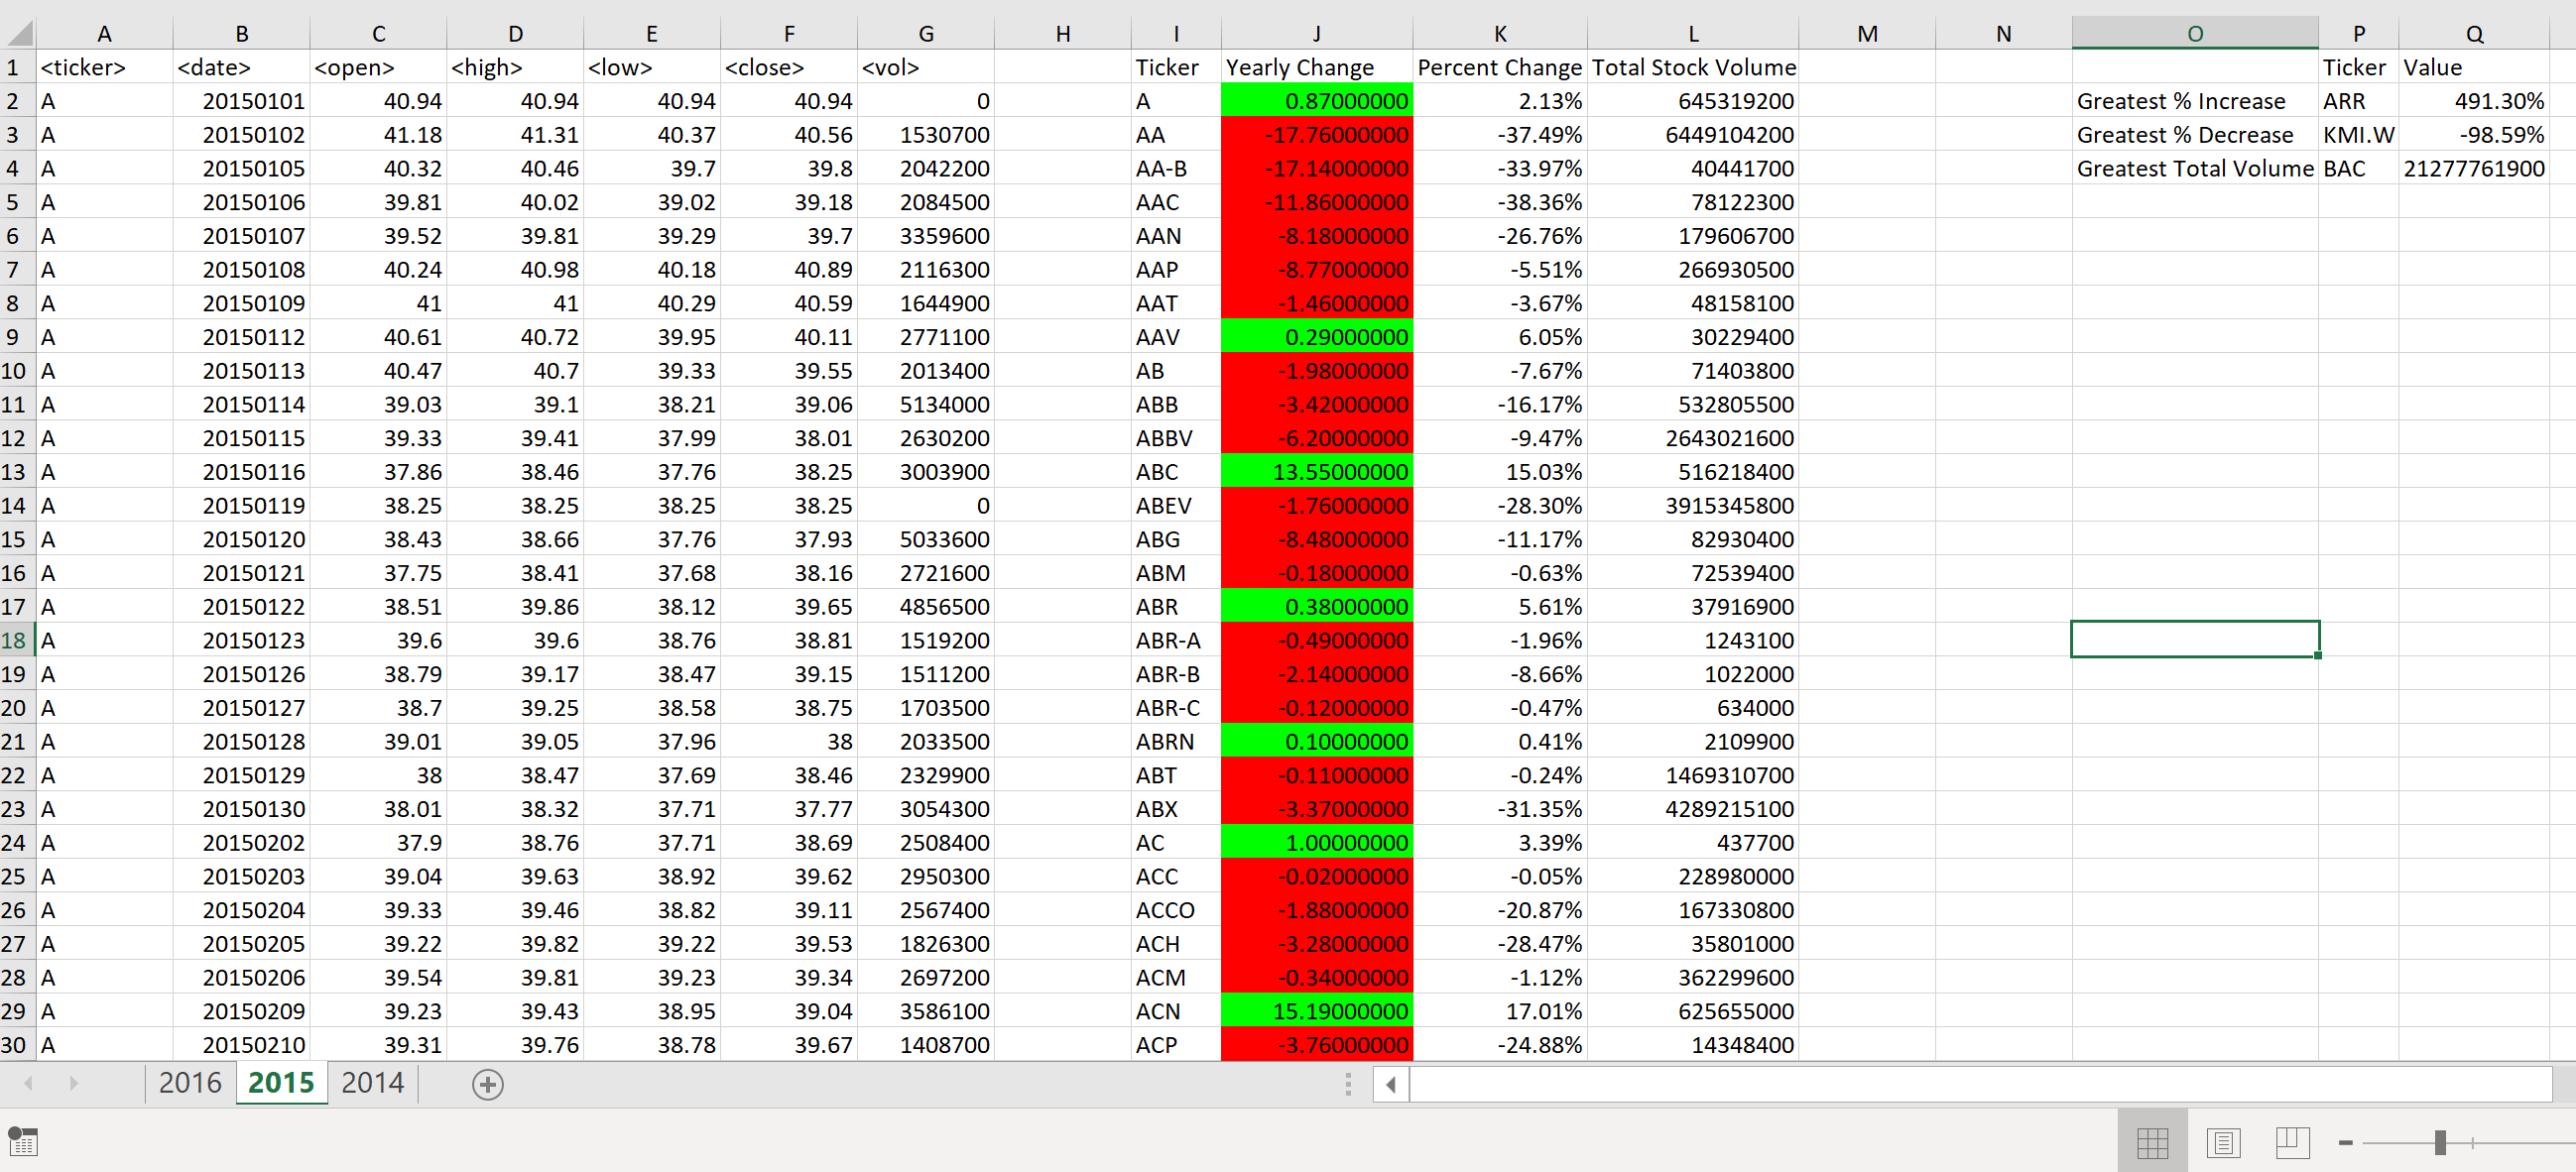 A B C D E F G H I J K L M N O P Q
1 <ticker> <date> <open> <high> <low> <close> <vol> Ticker Yearly Change Percent Change Total Stock Volume Ticker Value
2 A 20150101 40.94 40.94 40.94 40.94 0 A 0.87000000 2.13% 645319200 Greatest % Increase ARR 491.30%
3 A 20150102 41.18 41.31 40.37 40.56 1530700 AA -17.76000000 -37.49% 6449104200 Greatest % Decrease KMI.W -98.59%
4 A 20150105 40.32 40.46 39.7 39.8 2042200 AA-B -17.14000000 -33.97% 40441700 Greatest Total Volume BAC 21277761900
5 A 20150106 39.81 40.02 39.02 39.18 2084500 AAC -11.86000000 -38.36% 78122300
6 A 20150107 39.52 39.81 39.29 39.7 3359600 AAN -8.18000000 -26.76% 179606700
7 A 20150108 40.24 40.98 40.18 40.89 2116300 AAP -8.77000000 -5.51% 266930500
8 A 20150109 41 41 40.29 40.59 1644900 AAT -1.46000000 -3.67% 48158100
9 A 20150112 40.61 40.72 39.95 40.11 2771100 AAV 0.29000000 6.05% 30229400
10 A 20150113 40.47 40.7 39.33 39.55 2013400 AB -1.98000000 -7.67% 71403800
11 A 20150114 39.03 39.1 38.21 39.06 5134000 ABB -3.42000000 -16.17% 532805500
12 A 20150115 39.33 39.41 37.99 38.01 2630200 ABBV -6.20000000 -9.47% 2643021600
13 A 20150116 37.86 38.46 37.76 38.25 3003900 ABC 13.55000000 15.03% 516218400
14 A 20150119 38.25 38.25 38.25 38.25 0 ABEV -1.76000000 -28.30% 3915345800
15 A 20150120 38.43 38.66 37.76 37.93 5033600 ABG -8.48000000 -11.17% 82930400
16 A 20150121 37.75 38.41 37.68 38.16 2721600 ABM -0.18000000 -0.63% 72539400
17 A 20150122 38.51 39.86 38.12 39.65 4856500 ABR 0.38000000 5.61% 37916900
18 A 20150123 39.6 39.6 38.76 38.81 1519200 ABR-A -0.49000000 -1.96% 1243100
19 A 20150126 38.79 39.17 38.47 39.15 1511200 ABR-B -2.14000000 -8.66% 1022000
20 A 20150127 38.7 39.25 38.58 38.75 1703500 ABR-C -0.12000000 -0.47% 634000
21 A 20150128 39.01 39.05 37.96 38 2033500 ABRN 0.10000000 0.41% 2109900
22 A 20150129 38 38.47 37.69 38.46 2329900 ABT -0.11000000 -0.24% 1469310700
23 A 20150130 38.01 38.32 37.71 37.77 3054300 ABX -3.37000000 -31.35% 4289215100
24 A 20150202 37.9 38.76 37.71 38.69 2508400 AC 1.00000000 3.39% 437700
25 A 20150203 39.04 39.63 38.92 39.62 2950300 ACC -0.02000000 -0.05% 228980000
26 A 20150204 39.33 39.46 38.82 39.11 2567400 ACCO -1.88000000 -20.87% 167330800
27 A 20150205 39.22 39.82 39.22 39.53 1826300 ACH -3.28000000 -28.47% 35801000
28 A 20150206 39.54 39.81 39.23 39.34 2697200 ACM -0.34000000 -1.12% 362299600
29 A 20150209 39.23 39.43 38.95 39.04 3586100 ACN 15.19000000 17.01% 625655000
30 A 20150210 39.31 39.76 38.78 39.67 1408700 ACP -3.76000000 -24.88% 14348400
2016 2015 2014